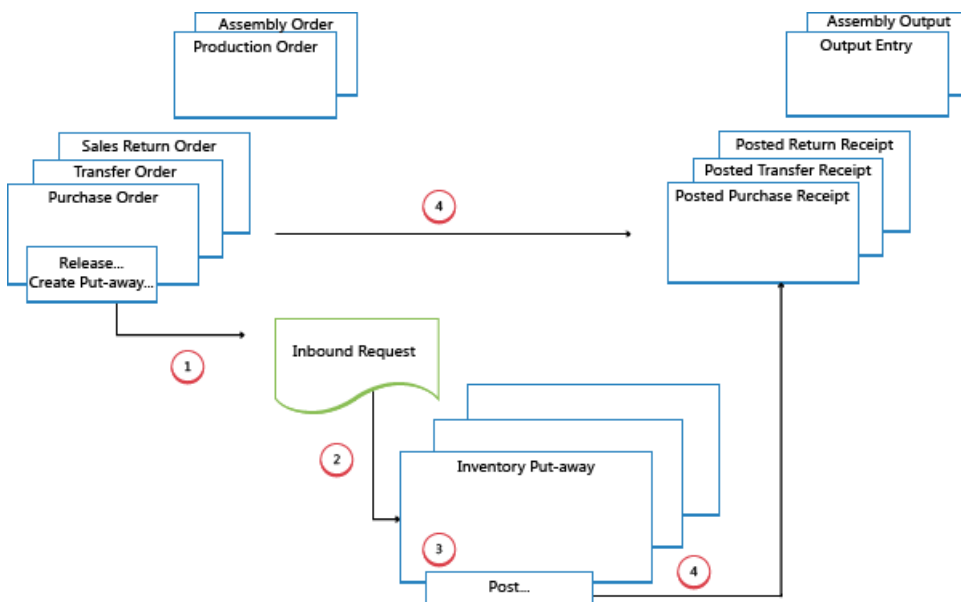 Assembly Order
Production Order
Assembly Output
Output Entry
Sales Return Order
Transfer Order
Purchase Order
Release...
Create Put-away...
4
Posted Return Receipt
Posted Transfer Receipt
Posted Purchase Receipt
1
Inbound Request
2
Inventory Put-away
3
Post...
4